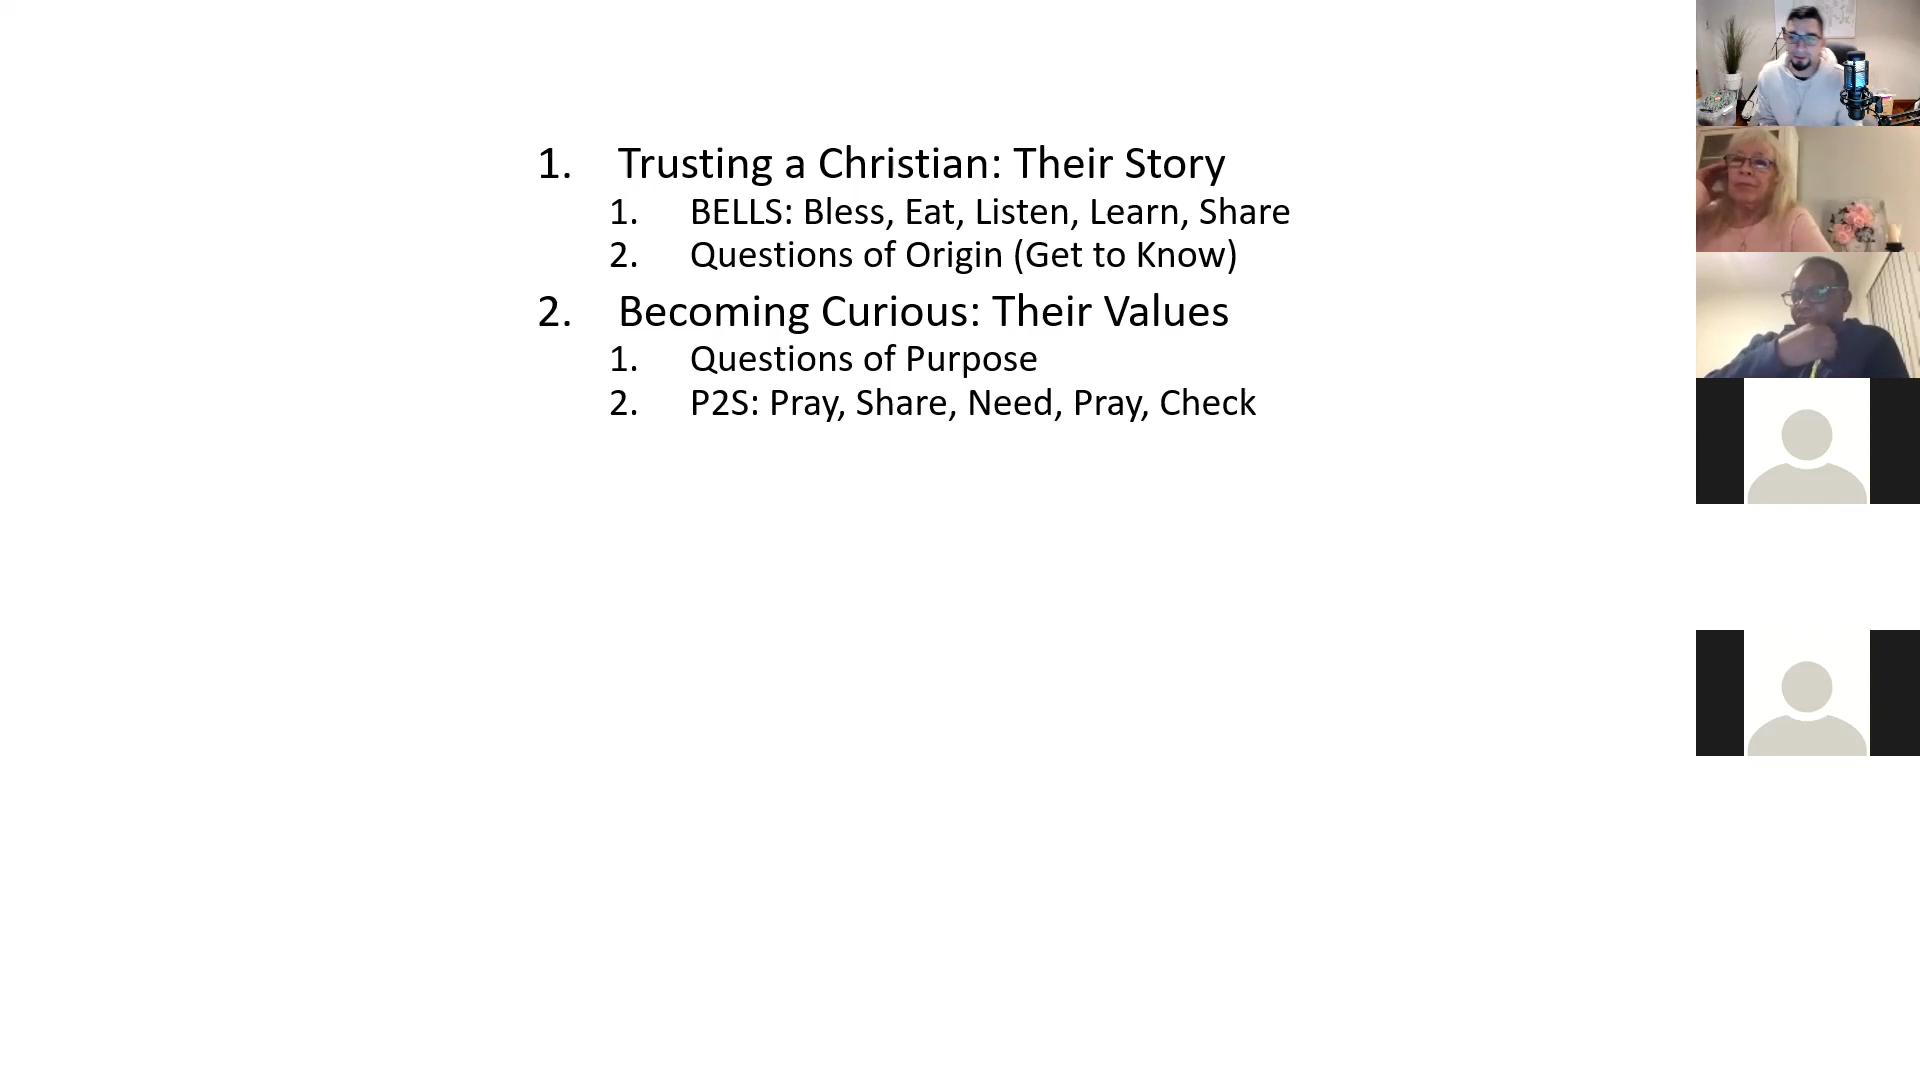 1. Trusting a Christian: Their Story
1. BELLS: Bless, Eat, Listen, Learn, Share
2. Questions of Origin (Get to Know)
2. Becoming Curious: Their Values
1. Questions of Purpose
2. P2S: Pray, Share, Need, Pray, Check